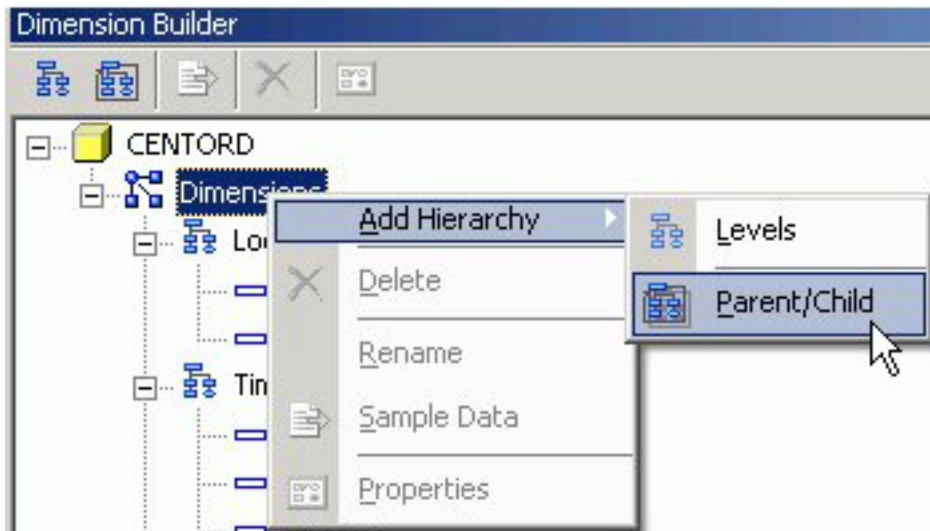 Dimension Builder
CENTORD
Dimensions
Add Hierarchy
Levels
Parent/Child
Delete
Rename
Sample Data
Properties